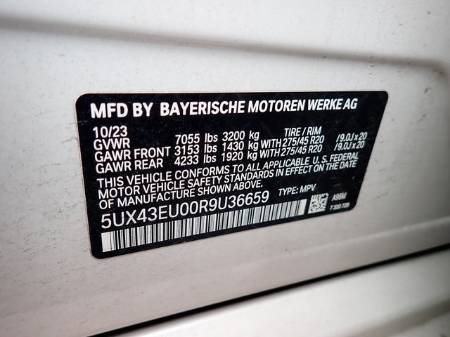 MFD BY BAYERISCHE MOTOREN WERKE AG
10/23 TIRE / RIM
GVWR 7055 lbs 3200 kg
GAWR FRONT 3153 lbs 1430 kg WITH 275/45 R20 /9.0J x 20
GAWR REAR 4233 lbs 1920 kg WITH 275/45 R20 /9.0J x 20
THIS VEHICLE CONFORMS TO ALL APPLICABLE U.S. FEDERAL
MOTOR VEHICLE SAFETY STANDARDS IN EFFECT ON THE
DATE OF MANUFACTURE SHOWN ABOVE.
5UX43EU00R9U36659 TYPE: MPV